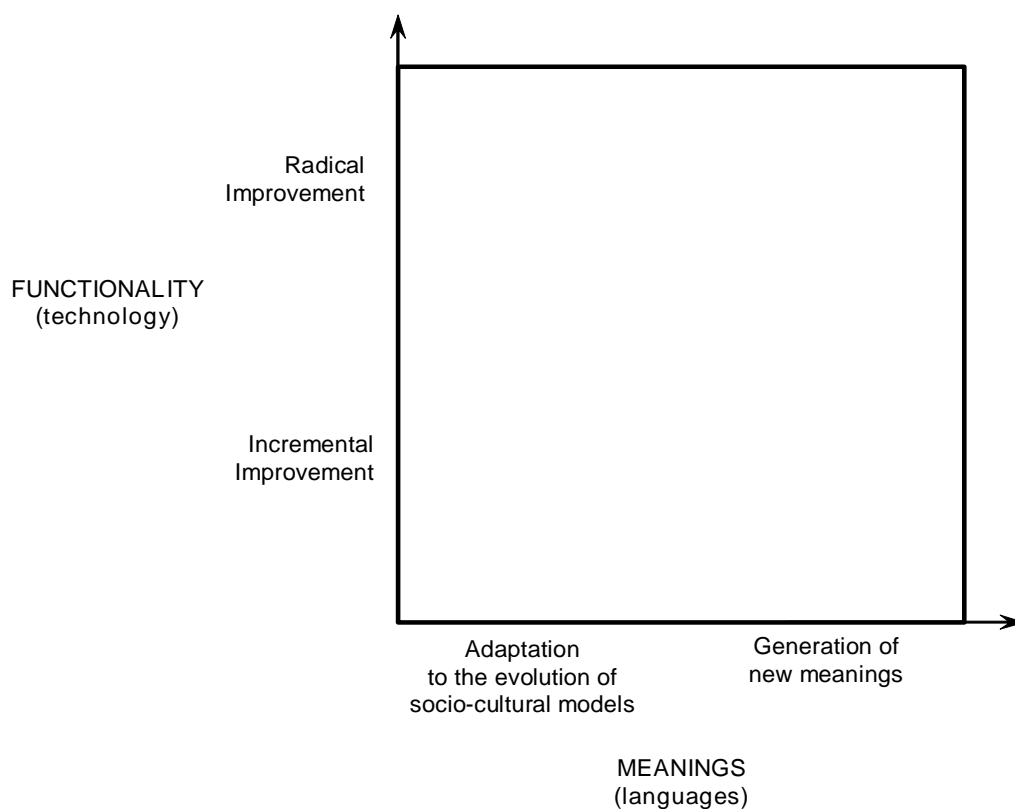 Radical
Improvement
FUNCTIONALITY
(technology)
Incremental
Improvement
Adaptation
to the evolution of
socio-cultural models
Generation of
new meanings
MEANINGS
(languages)